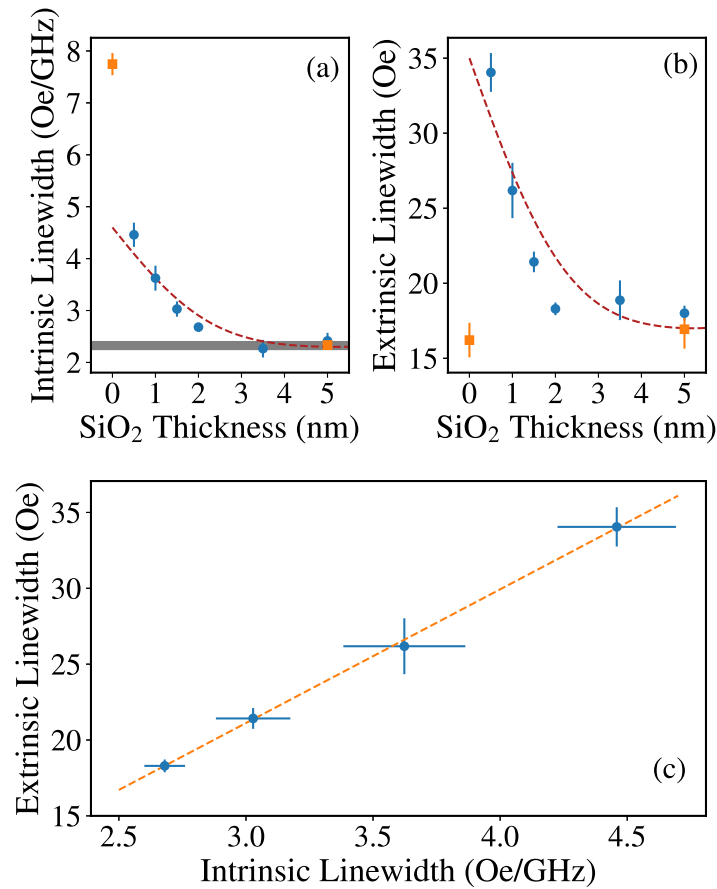 (a)
8
7
6
5
4
3
2
Intrinsic Linewidth (Oe/GHz)
0 1 2 3 4 5
SiO₂ Thickness (nm)
(b)
35
30
25
20
15
Extrinsic Linewidth (Oe)
0 1 2 3 4 5
SiO₂ Thickness (nm)
35
30
25
20
15
Extrinsic Linewidth (Oe)
(c)
2.5 3.0 3.5 4.0 4.5
Intrinsic Linewidth (Oe/GHz)